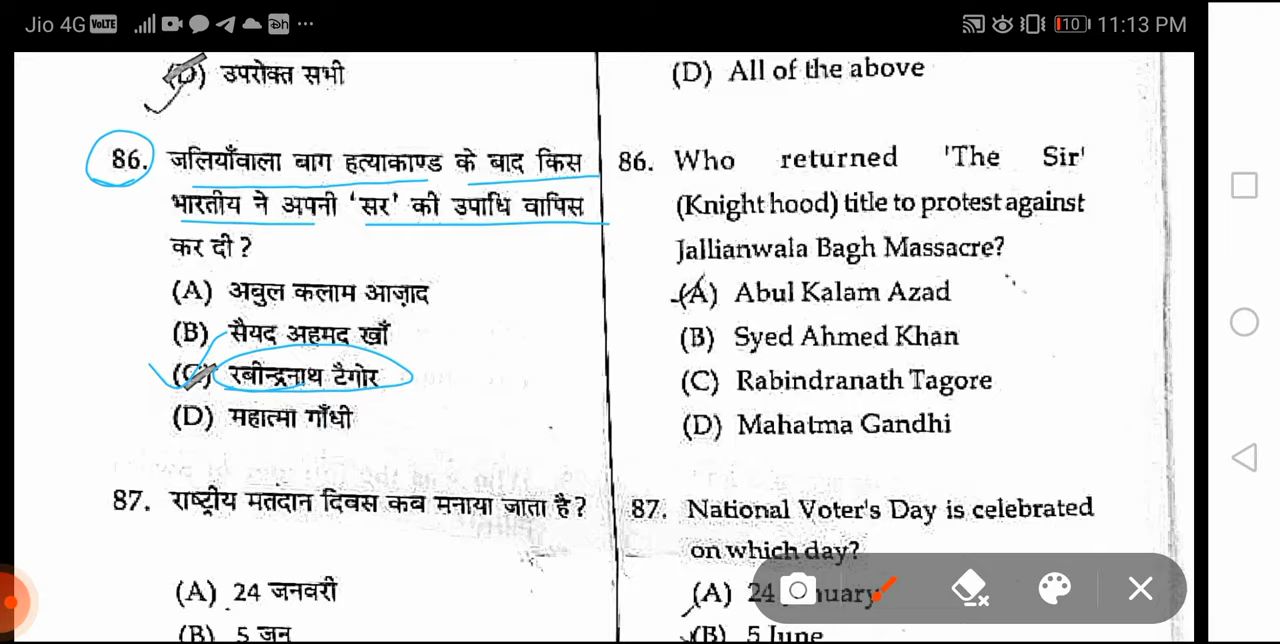 Jio 4G VoLTE
10 11:13 PM
(D) उपरोक्त सभी
86. जलियाँवाला बाग हत्याकाण्ड के बाद किस
भारतीय ने अपनी 'सर' की उपाधि वापिस
कर दी ?
(A) अबुल कलाम आज़ाद
(B) सैयद अहमद खाँ
(C) रबीन्द्रनाथ टैगोर
(D) महात्मा गाँधी
87. राष्ट्रीय मतदान दिवस कब मनाया जाता है ?
(A) 24 जनवरी
(B) 5 जून
(D) All of the above
86. Who returned 'The Sir'
(Knight hood) title to protest against
Jallianwala Bagh Massacre?
(A) Abul Kalam Azad
(B) Syed Ahmed Khan
(C) Rabindranath Tagore
(D) Mahatma Gandhi
87. National Voter's Day is celebrated
on which day?
(A) 24
(B) 5 June